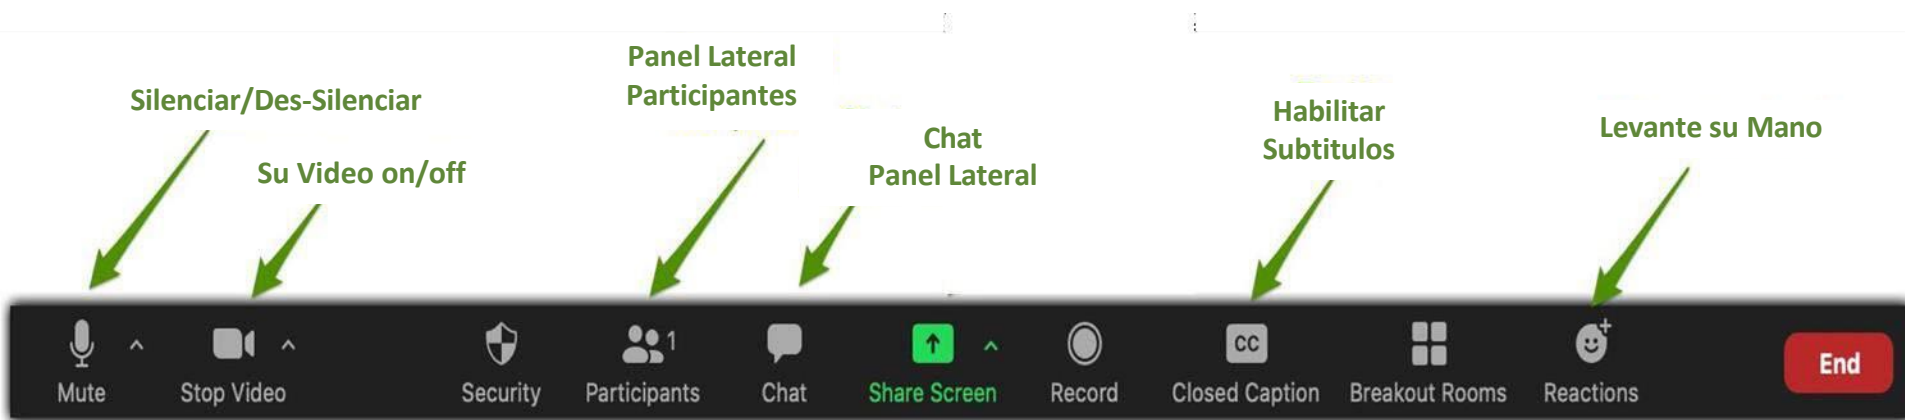 Panel Lateral
Participantes
Silenciar/Des-Silenciar
Habilitar
Subtitulos
Levante su Mano
Chat
Panel Lateral
Su Video on/off
1
CC
End
Mute
Stop Video
Security
Participants
Chat
Share Screen
Record
Closed Caption
Breakout Rooms
Reactions